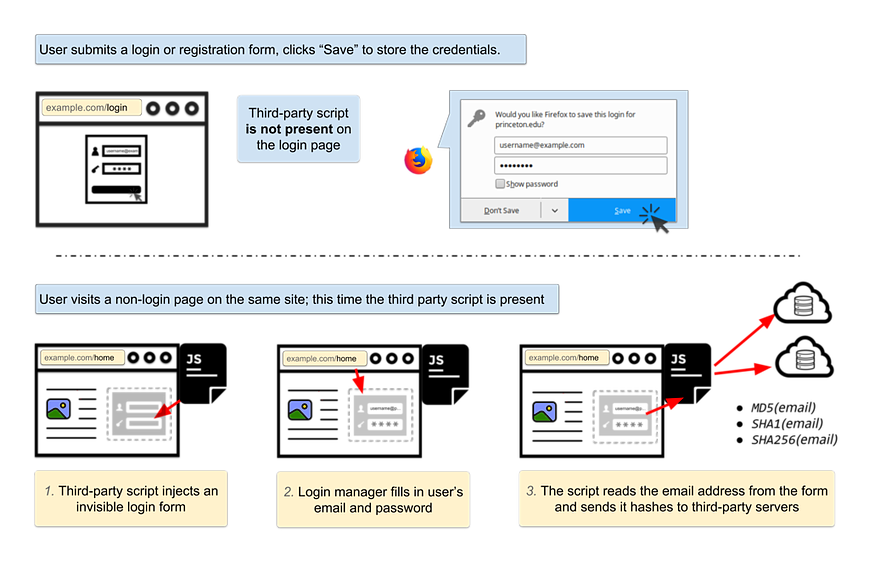 User submits a login or registration form, clicks “Save” to store the credentials.
example.com/login
Third-party script
is not present on
the login page
Would you like Firefox to save this login for
princeton.edu?
username@example.com
Show password
Don't Save
Save
User visits a non-login page on the same site; this time the third party script is present
example.com/home
JS
example.com/home
JS
username@p...
example.com/home
JS
username@p...
MD5(email)
SHA1(email)
SHA256(email)
1. Third-party script injects an
invisible login form
2. Login manager fills in user’s
email and password
3. The script reads the email address from the form
and sends it hashes to third-party servers